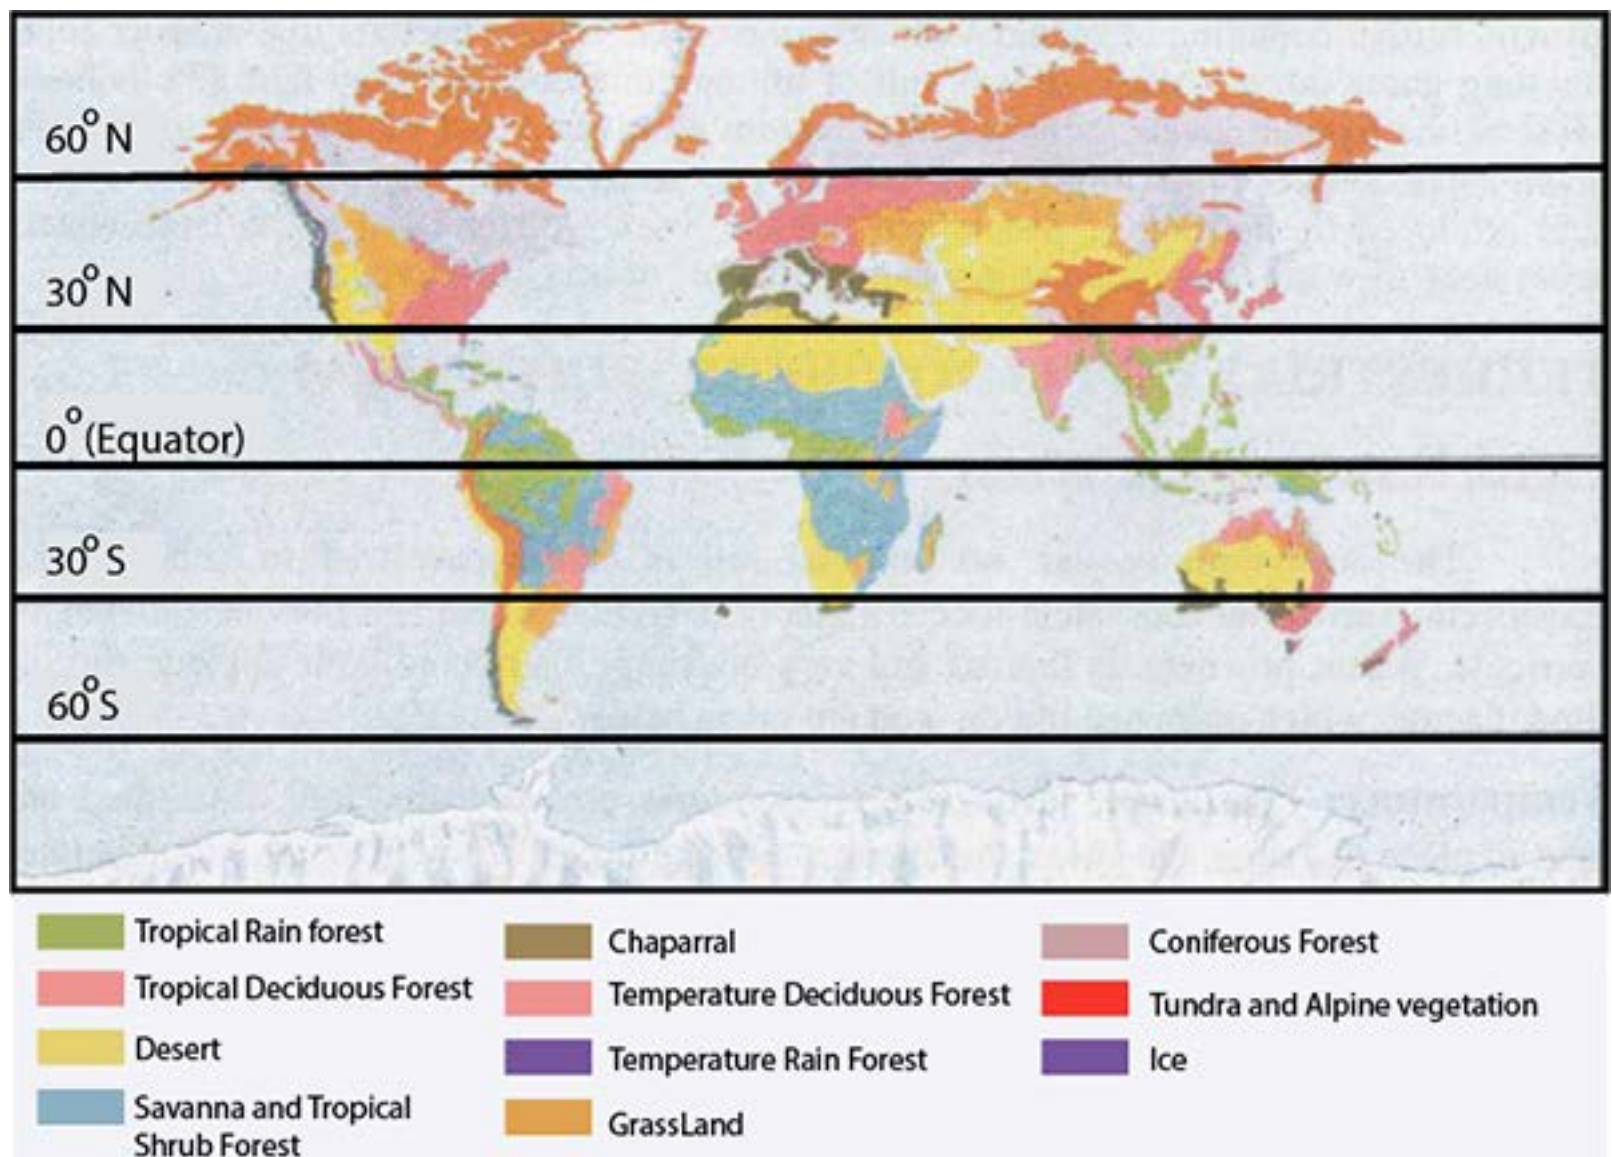 60° N
30° N
0° (Equator)
30° S
60° S
Tropical Rain forest
Tropical Deciduous Forest
Desert
Savanna and Tropical
Shrub Forest
Chaparral
Temperature Deciduous Forest
Temperature Rain Forest
GrassLand
Coniferous Forest
Tundra and Alpine vegetation
Ice